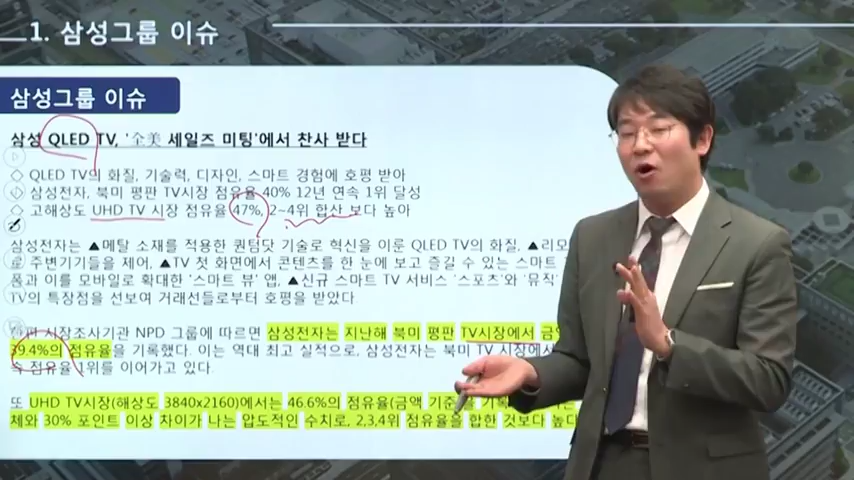 1. 삼성그룹 이슈
삼성그룹 이슈
삼성 QLED TV, '全美 세일즈 미팅'에서 찬사 받다
◇ QLED TV의 화질, 기술력, 디자인, 스마트 경험에 호평 받아
◇ 삼성전자, 북미 평판 TV시장 점유율 40% 12년 연속 1위 달성
◇ 고해상도 UHD TV 시장 점유율 47%, 2~4위 합산 보다 높아
삼성전자는 ▲메탈 소재를 적용한 퀀텀닷 기술로 혁신을 이룬 QLED TV의 화질, ▲리모
로 주변기기들을 제어, ▲TV 첫 화면에서 콘텐츠를 한 눈에 보고 즐길 수 있는 스마트
폼과 이를 모바일로 확대한 '스마트 뷰' 앱, ▲신규 스마트 TV 서비스 '스포츠'와 '뮤직'
TV의 특장점을 선보여 거래선들로부터 호평을 받았다
한편 시장조사기관 NPD 그룹에 따르면 삼성전자는 지난해 북미 평판 TV시장에서 금액
39.4%의 점유율을 기록했다. 이는 역대 최고 실적으로, 삼성전자는 북미 TV 시장에서
속 점유율 1위를 이어가고 있다.
또 UHD TV시장(해상도 3840x2160)에서는 46.6%의 점유율(금액 기준)을 기록
체와 30% 포인트 이상 차이가 나는 압도적인 수치로, 2,3,4위 점유율을 합한 것보다 높다